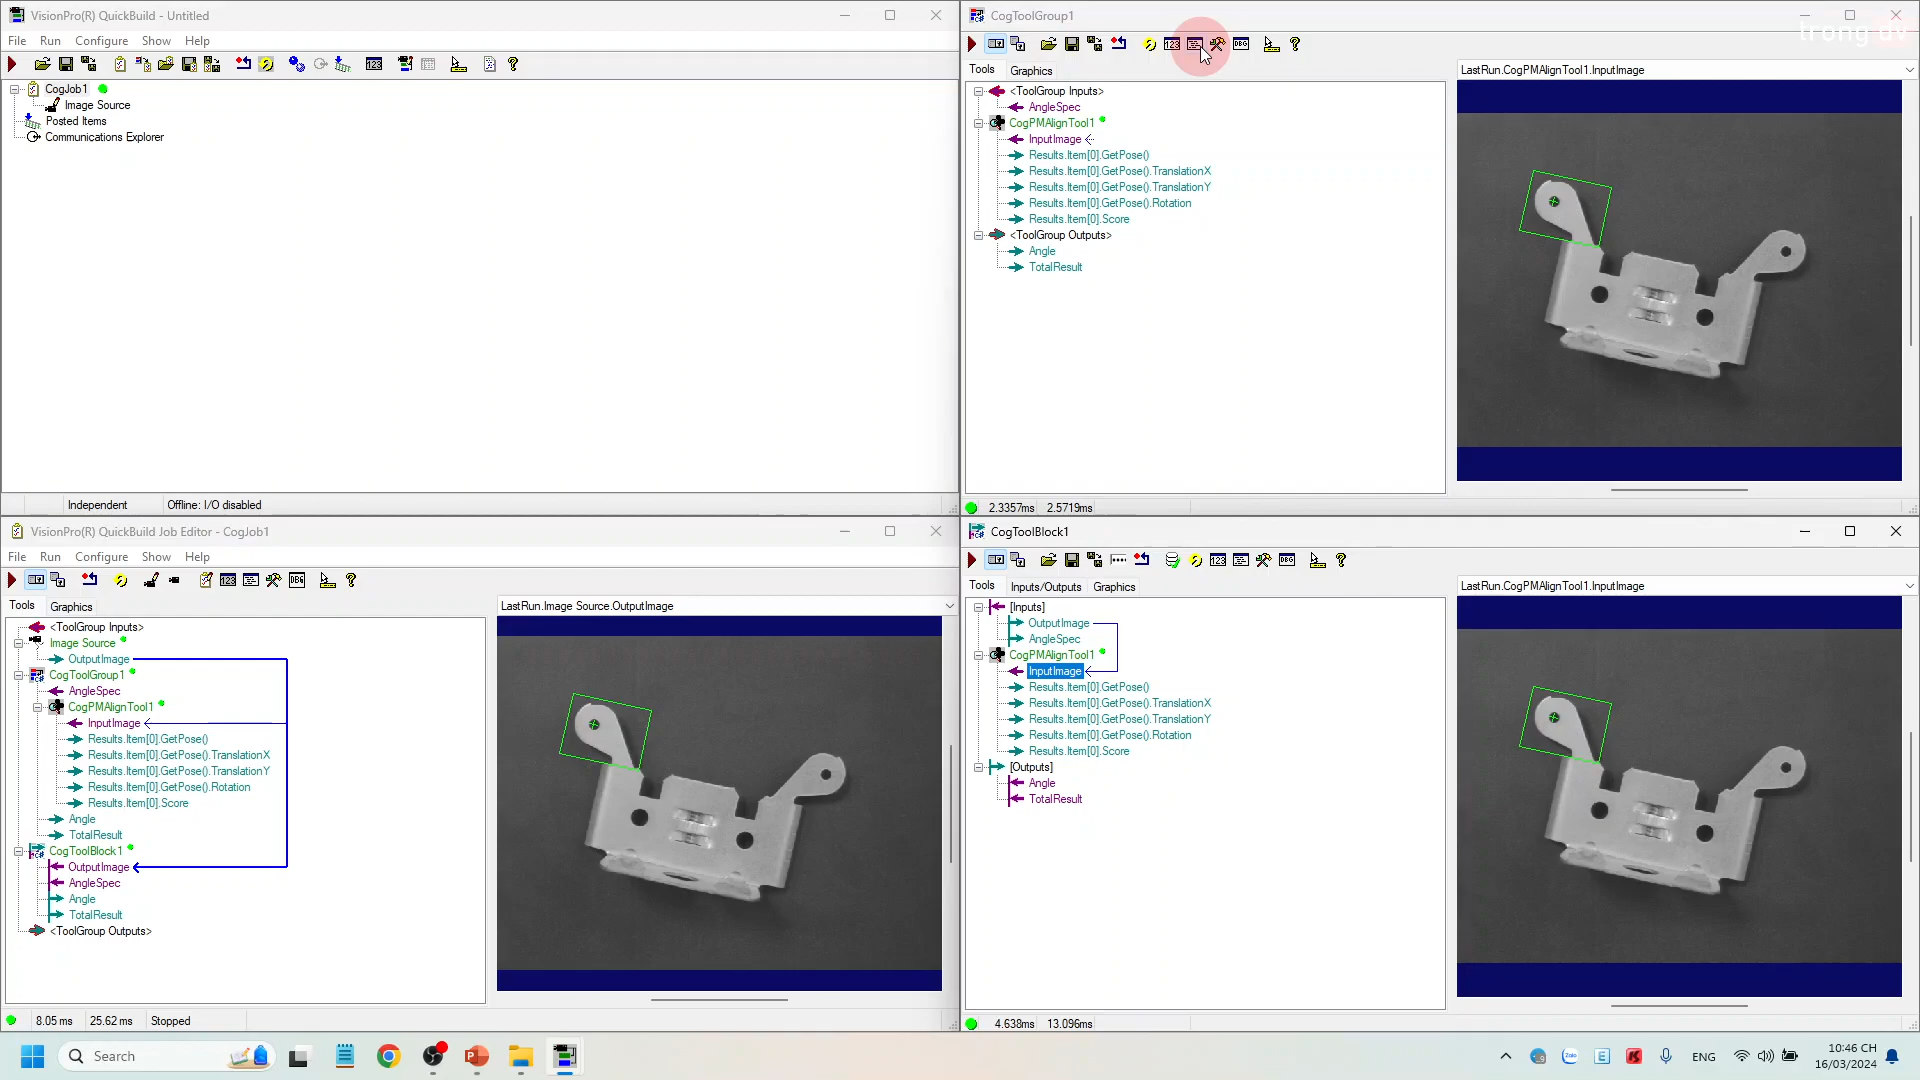 VisionPro(R) QuickBuild - Untitled
File Run Configure Show Help
CogJob1
Image Source
Posted Items
Communications Explorer
Independent Offline: I/O disabled
CogToolGroup1
trong dv
Tools Graphics
<ToolGroup Inputs>
AngleSpec
CogPMAlignTool1
InputImage
Results.Item[0].GetPose()
Results.Item[0].GetPose().TranslationX
Results.Item[0].GetPose().TranslationY
Results.Item[0].GetPose().Rotation
Results.Item[0].Score
<ToolGroup Outputs>
Angle
TotalResult
LastRun.CogPMAlignTool1.InputImage
2.3357ms 2.5719ms
VisionPro(R) QuickBuild Job Editor - CogJob1
File Run Configure Show Help
Tools Graphics
<ToolGroup Inputs>
Image Source
OutputImage
CogToolGroup1
AngleSpec
CogPMAlignTool1
InputImage
Results.Item[0].GetPose()
Results.Item[0].GetPose().TranslationX
Results.Item[0].GetPose().TranslationY
Results.Item[0].GetPose().Rotation
Results.Item[0].Score
Angle
TotalResult
CogToolBlock1
OutputImage
AngleSpec
Angle
TotalResult
<ToolGroup Outputs>
LastRun.Image Source.OutputImage
8.05 ms 25.62 ms Stopped
CogToolBlock1
Tools Inputs/Outputs Graphics
[Inputs]
OutputImage
AngleSpec
CogPMAlignTool1
InputImage
Results.Item[0].GetPose()
Results.Item[0].GetPose().TranslationX
Results.Item[0].GetPose().TranslationY
Results.Item[0].GetPose().Rotation
Results.Item[0].Score
[Outputs]
Angle
TotalResult
LastRun.CogPMAlignTool1.InputImage
4.638ms 13.096ms
Search
ENG
10:46 CH
16/03/2024